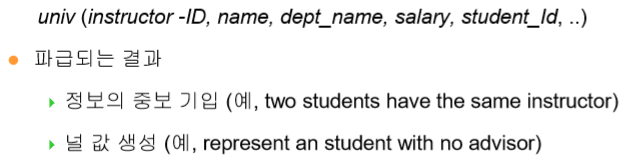 univ (instructor -ID, name, dept_name, salary, student_Id, ..)
파급되는 결과
정보의 중보 기입 (예, two students have the same instructor)
널 값 생성 (예, represent an student with no advisor)